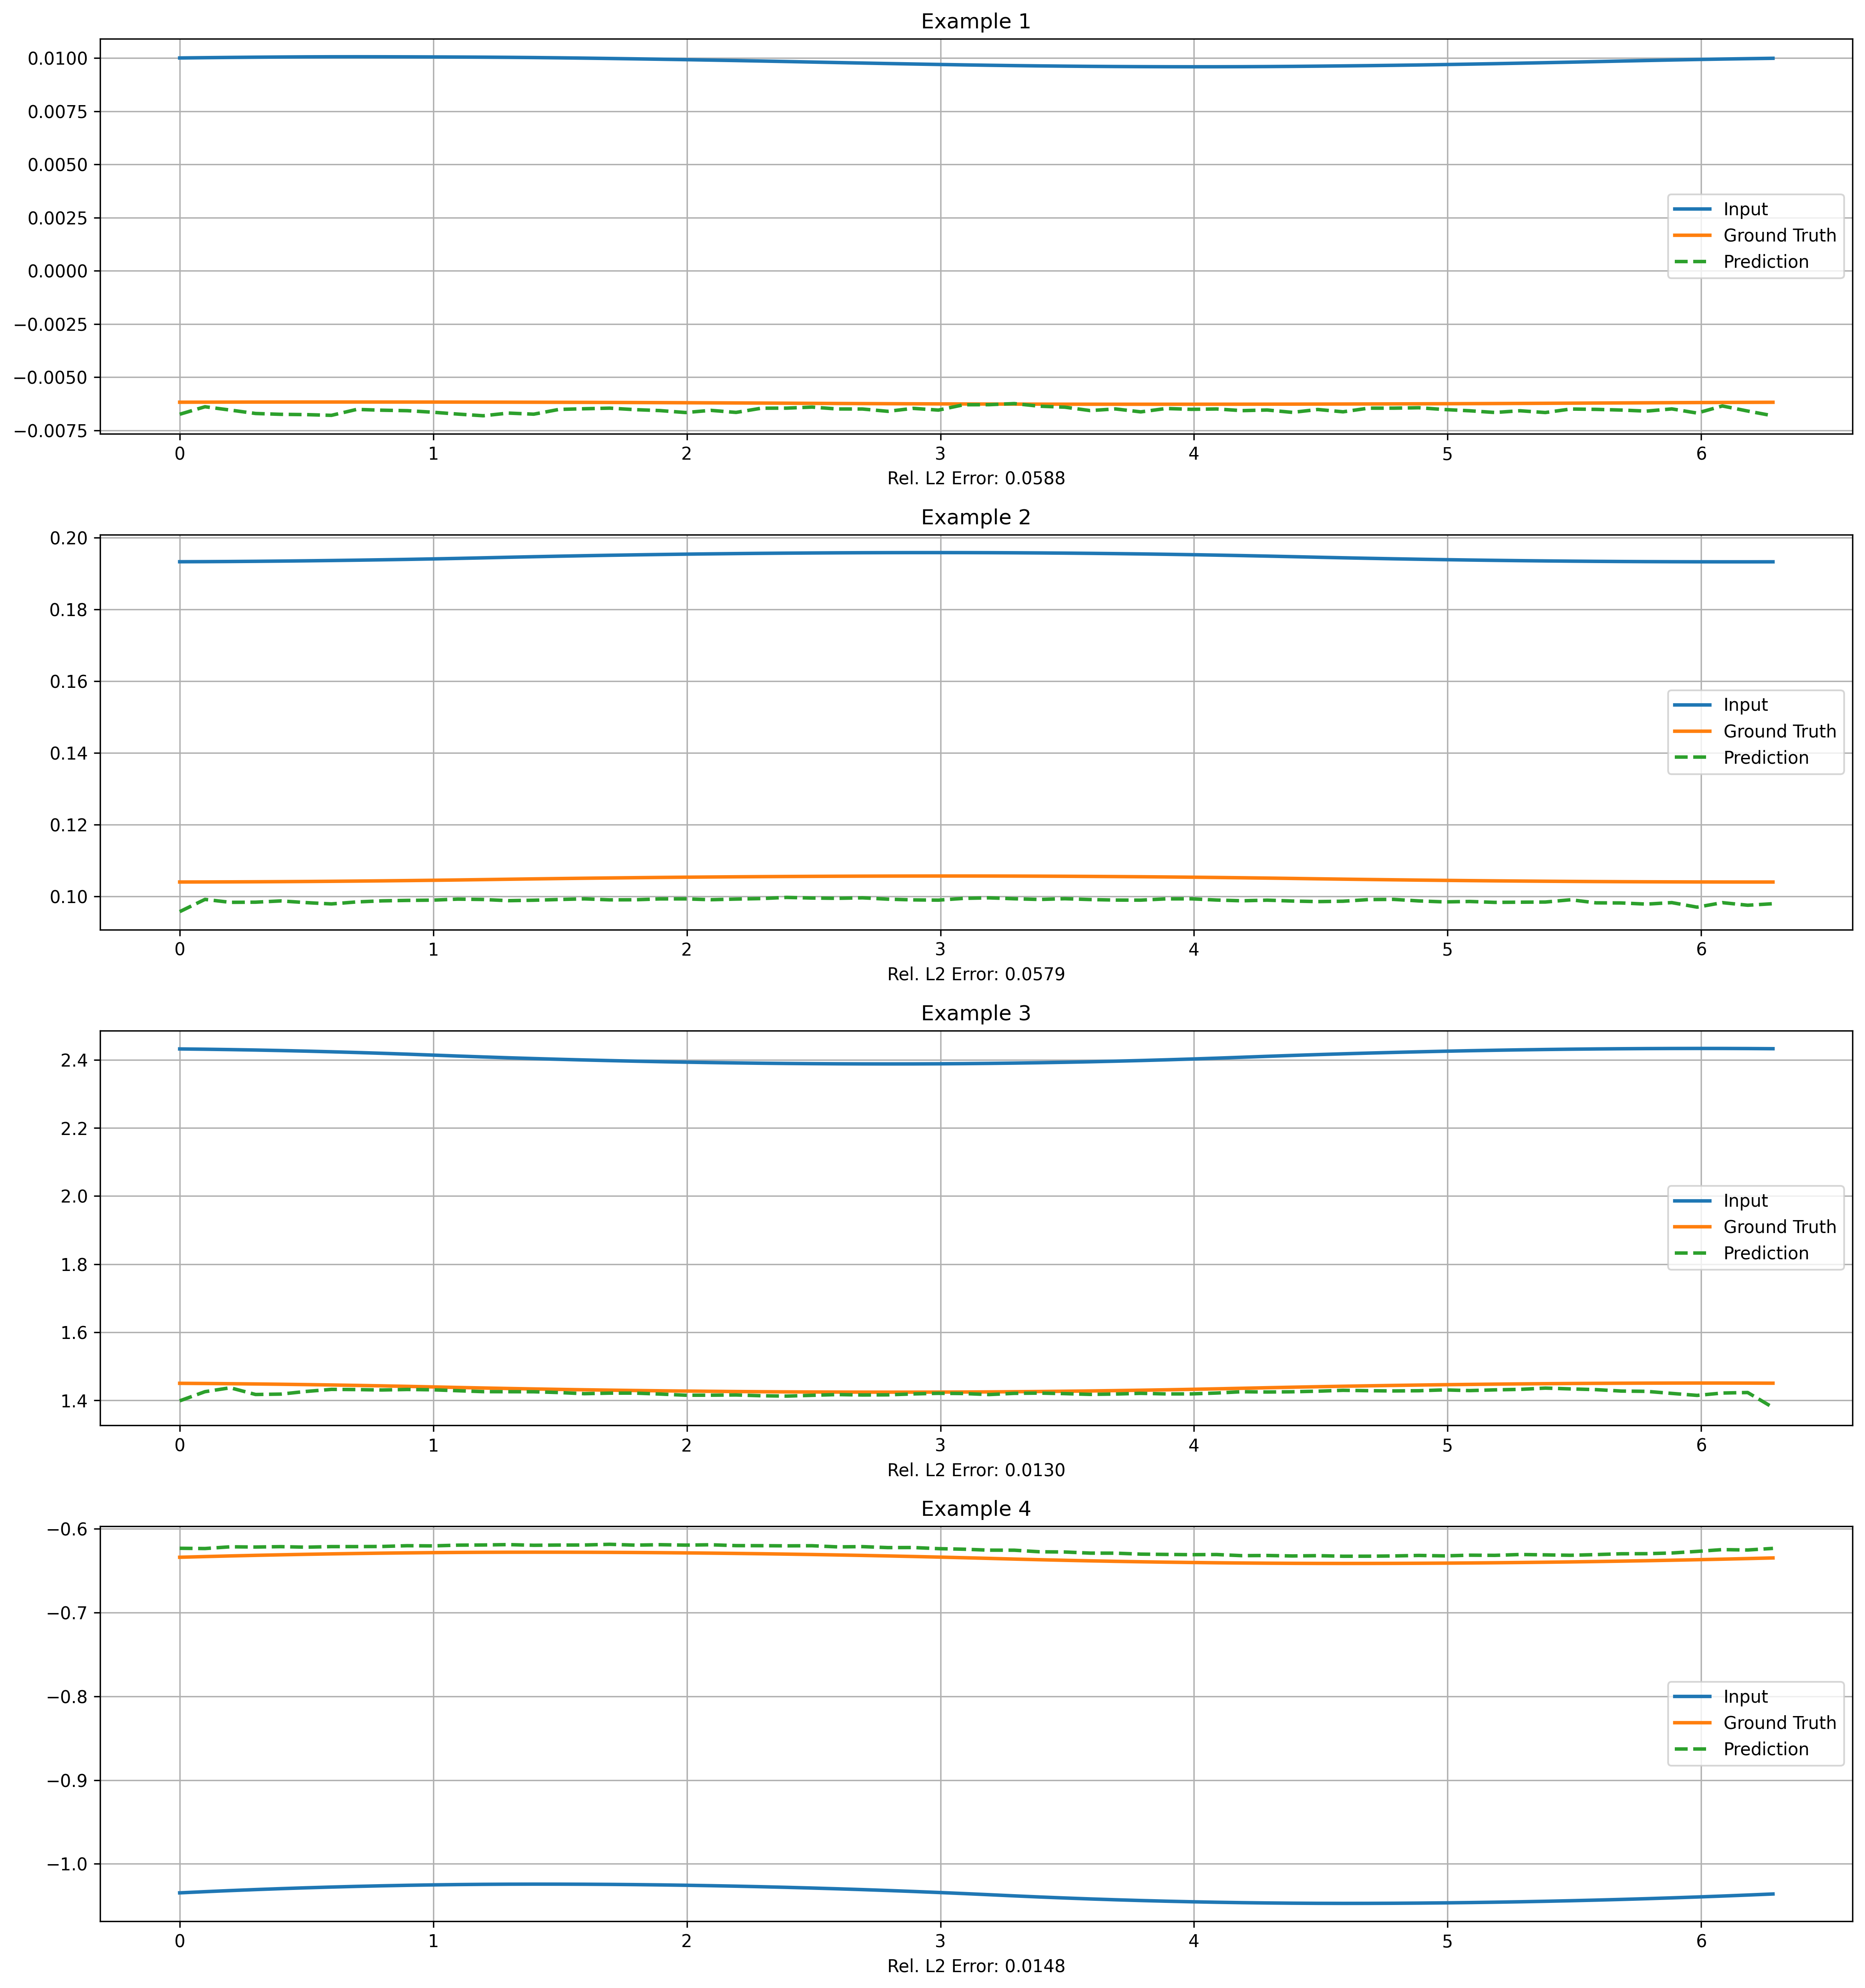 Example 1
0.0100
0.0075
0.0050
0.0025
0.0000
−0.0025
−0.0050
−0.0075
Input
Ground Truth
Prediction
0 1 2 3 4 5 6
Rel. L2 Error: 0.0588
Example 2
0.20
0.18
0.16
0.14
0.12
0.10
Input
Ground Truth
Prediction
0 1 2 3 4 5 6
Rel. L2 Error: 0.0579
Example 3
2.4
2.2
2.0
1.8
1.6
1.4
Input
Ground Truth
Prediction
0 1 2 3 4 5 6
Rel. L2 Error: 0.0130
Example 4
−0.6
−0.7
−0.8
−0.9
−1.0
Input
Ground Truth
Prediction
0 1 2 3 4 5 6
Rel. L2 Error: 0.0148